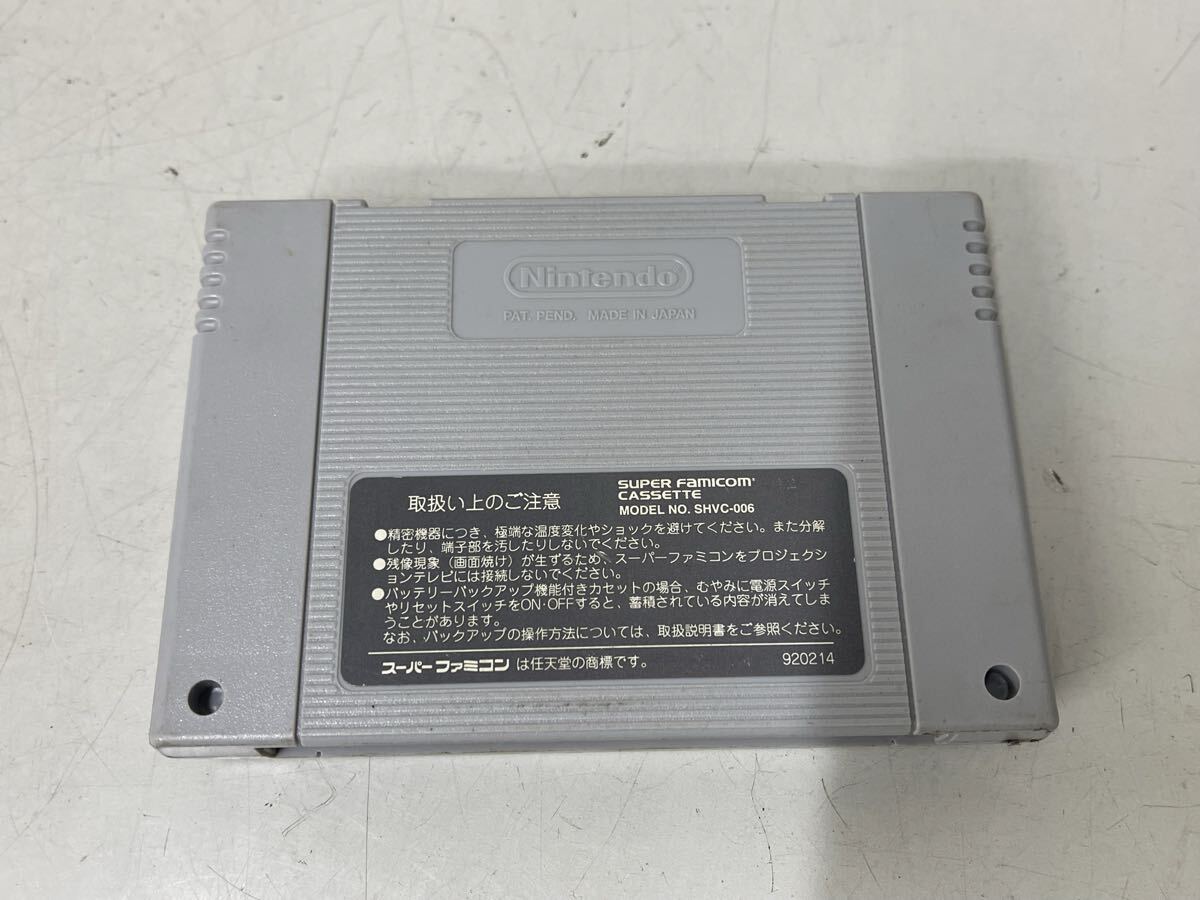 Nintendo®
PAT. PEND. MADE IN JAPAN
取扱い上のご注意
SUPER FAMICOM
CASSETTE
MODEL NO. SHVC-006
●精密機器につき、極端な温度変化やショックを避けてください。また分解
したり、端子部を汚したりしないでください。
●残像現象（画面焼け）が生ずるため、スーパーファミコンをプロジェクシ
ョンテレビには接続しないでください。
●バッテリーバックアップ機能付きカセットの場合、むやみに電源スイッチ
やリセットスイッチをON·OFFすると、蓄積されている内容が消えてしま
うことがあります。
なお、バックアップの操作方法については、取扱説明書をご参照ください。
スーパーファミコン は任天堂の商標です。
920214